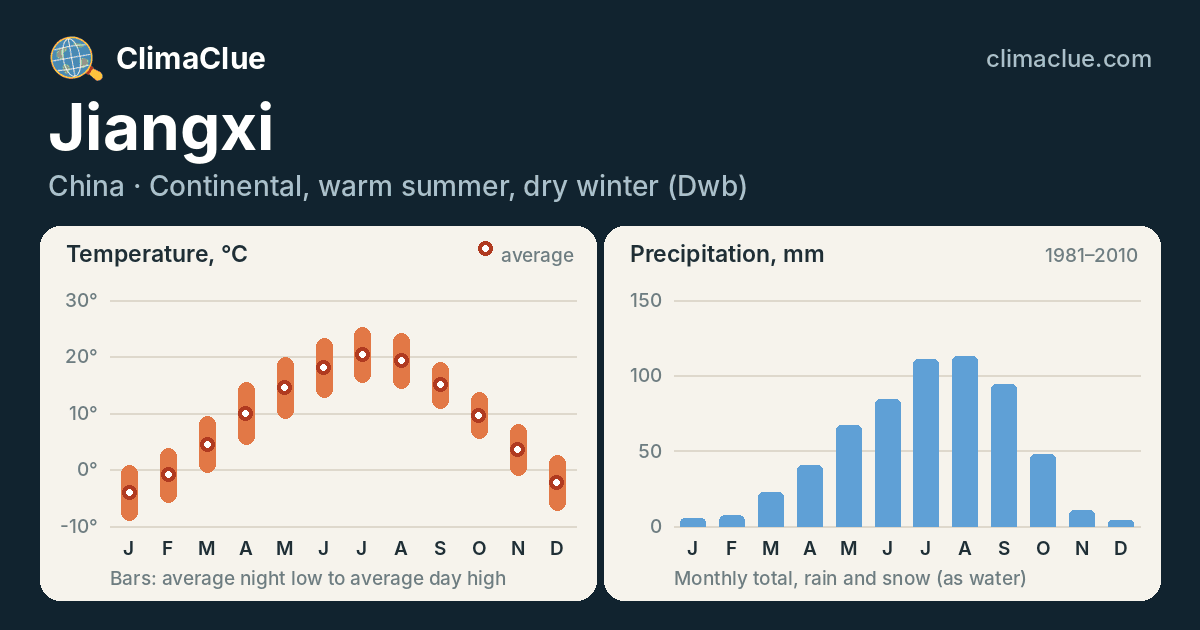 ClimaClue
climaclue.com
Jiangxi
China · Continental, warm summer, dry winter (Dwb)
Temperature, °C
average
30°
20°
10°
0°
-10°
J F M A M J J A S O N D
Bars: average night low to average day high
Precipitation, mm
1981–2010
150
100
50
0
J F M A M J J A S O N D
Monthly total, rain and snow (as water)